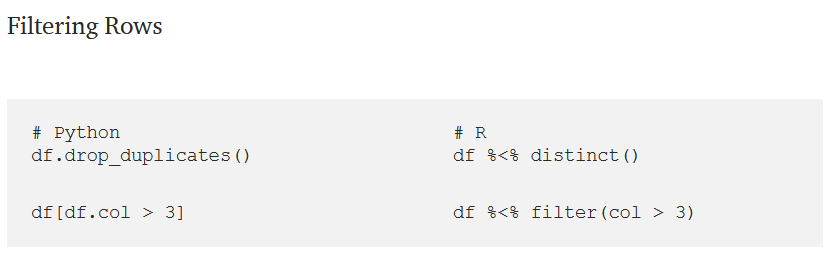 Filtering Rows
# Python
df.drop_duplicates()
df[df.col > 3]
# R
df %<% distinct()
df %<% filter(col > 3)